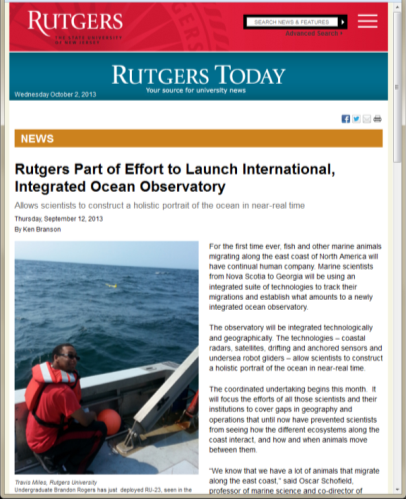 RUTGERS
THE STATE UNIVERSITY
OF NEW JERSEY
SEARCH NEWS & FEATURES
Advanced Search
RUTGERS TODAY
Your source for university news
Wednesday October 2, 2013
NEWS
Rutgers Part of Effort to Launch International,
Integrated Ocean Observatory
Allows scientists to construct a holistic portrait of the ocean in near-real time
Thursday, September 12, 2013
By Ken Branson
For the first time ever, fish and other marine animals
migrating along the east coast of North America will
have continual human company. Marine scientists
from Nova Scotia to Georgia will be using an
integrated suite of technologies to track their
migrations and establish what amounts to a newly
integrated ocean observatory.
The observatory will be integrated technologically
and geographically. The technologies – coastal
radars, satellites, drifting and anchored sensors and
undersea robot gliders – allow scientists to construct
a holistic portrait of the ocean in near-real time.
The coordinated undertaking begins this month. It
will focus the efforts of all those scientists and their
institutions to cover gaps in geography and
operations that until now have prevented scientists
from seeing how the different ecosystems along the
coast interact, and how and when animals move
between them.
"We know that we have a lot of animals that migrate
along the east coast," said Oscar Schofield,
professor of marine science and co-director of
Travis Miles, Rutgers University
Undergraduate Brandon Rogers has just deployed RU-23, seen in the